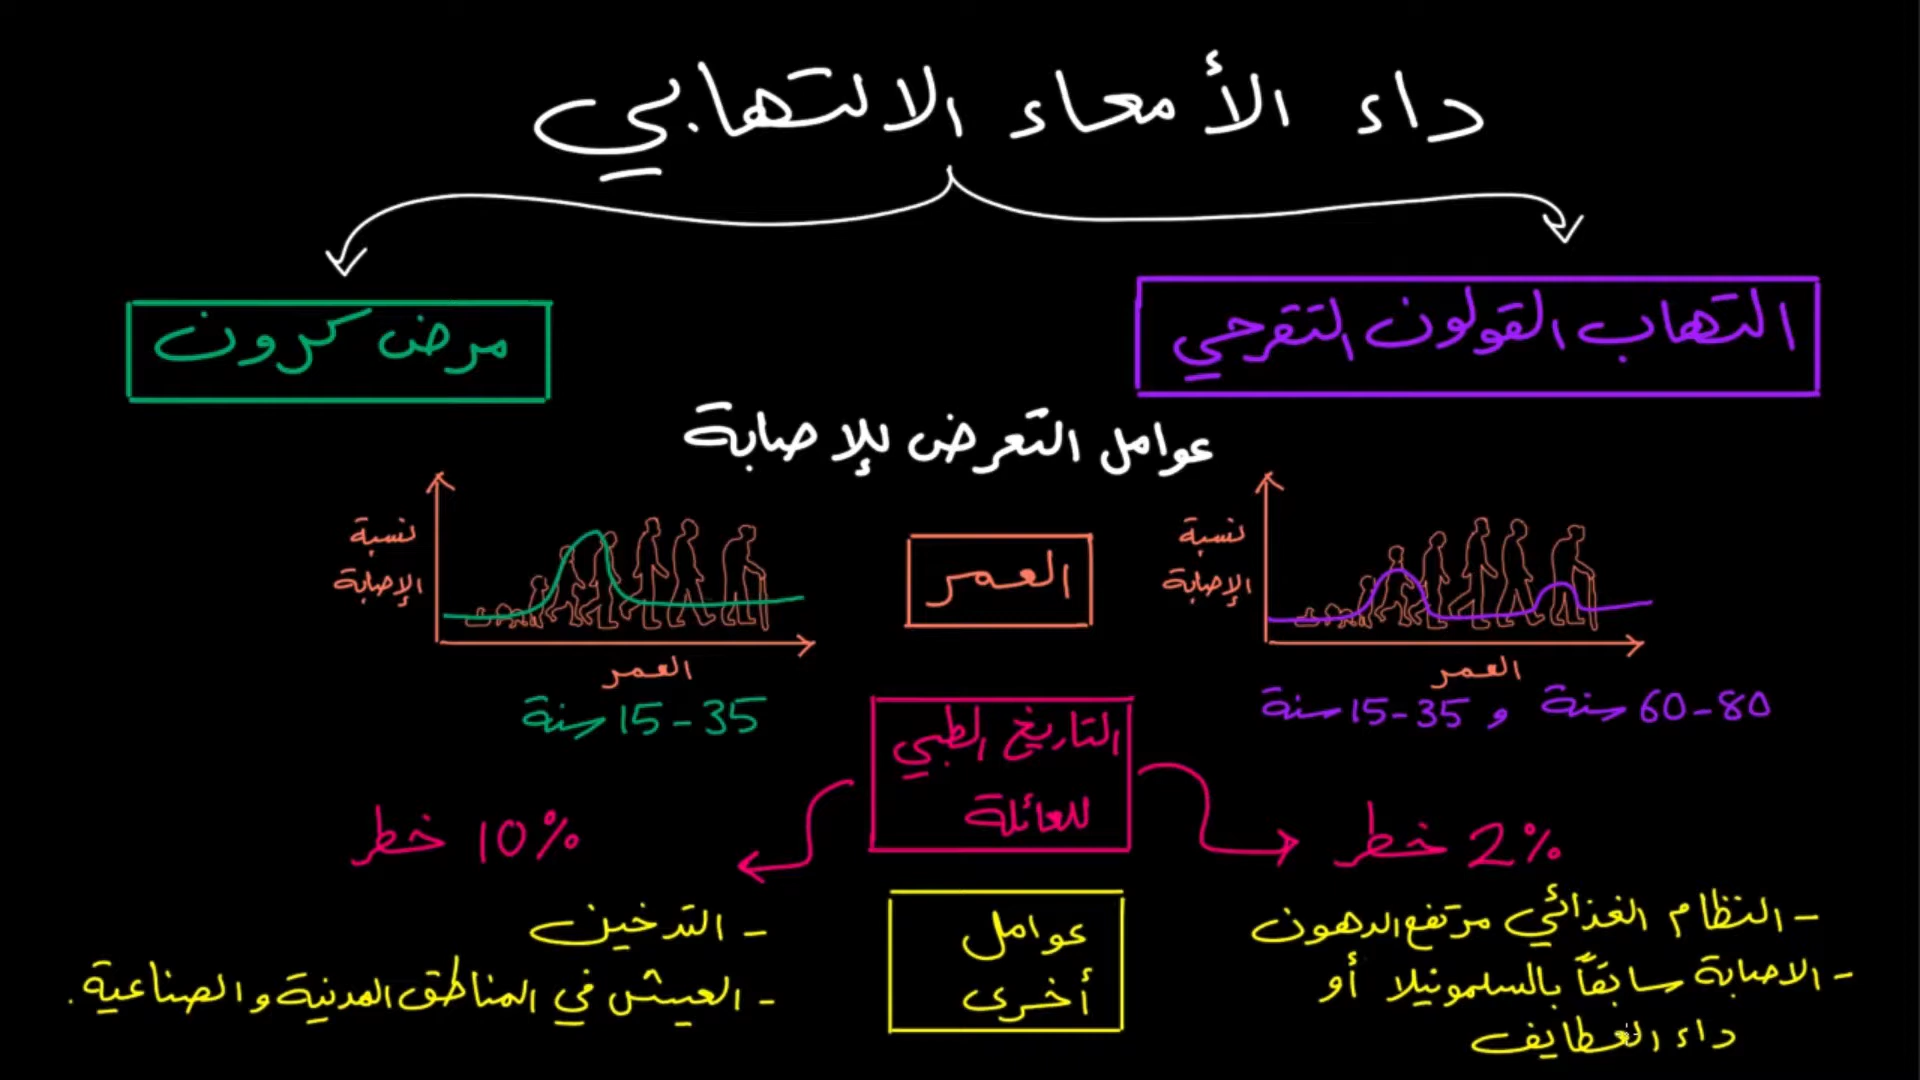 داء الأمعاء الالتهابي
التهاب القولون التقرحي
مرض كرون
عوامل التعرض للإصابة
نسبة
الإصابة
العمر
60-80 سنة و 15-35 سنة
العمر
نسبة
الإصابة
العمر
15-35 سنة
التاريخ الطبي
للعائلة
2% خطر
10% خطر
عوامل
أخرى
- النظام الغذائي مرتفع الدهون
- الاصابة سابقاً بالسلمونيلا أو
داء العطايف
- التدخين
- العيش في المناطق المدنية والصناعية.